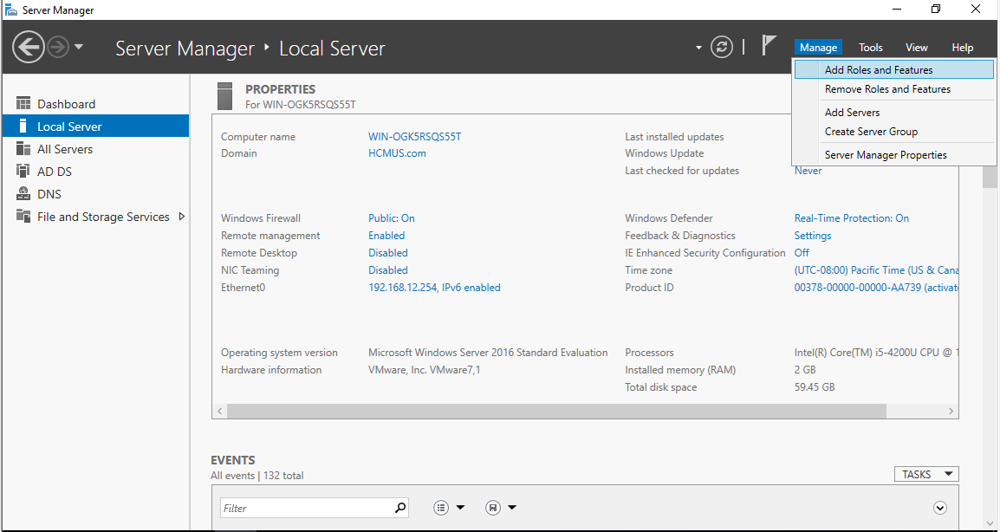 Server Manager
Server Manager ‣ Local Server
Manage Tools View Help
Add Roles and Features
Remove Roles and Features
Add Servers
Create Server Group
Server Manager Properties
Dashboard
Local Server
All Servers
AD DS
DNS
File and Storage Services
PROPERTIES
For WIN-OGK5RSQS55T
Computer name WIN-OGK5RSQS55T
Domain HCMUS.com
Last installed updates
Windows Update
Last checked for updates Never
Windows Firewall Public: On
Remote management Enabled
Remote Desktop Disabled
NIC Teaming Disabled
Ethernet0 192.168.12.254, IPv6 enabled
Windows Defender Real-Time Protection: On
Feedback & Diagnostics Settings
IE Enhanced Security Configuration Off
Time zone (UTC-08:00) Pacific Time (US & Cana
Product ID 00378-00000-00000-AA739 (activat
Operating system version Microsoft Windows Server 2016 Standard Evaluation
Hardware information VMware, Inc. VMware7,1
Processors Intel(R) Core(TM) i5-4200U CPU @ 1
Installed memory (RAM) 2 GB
Total disk space 59.45 GB
EVENTS
All events | 132 total
TASKS
Filter